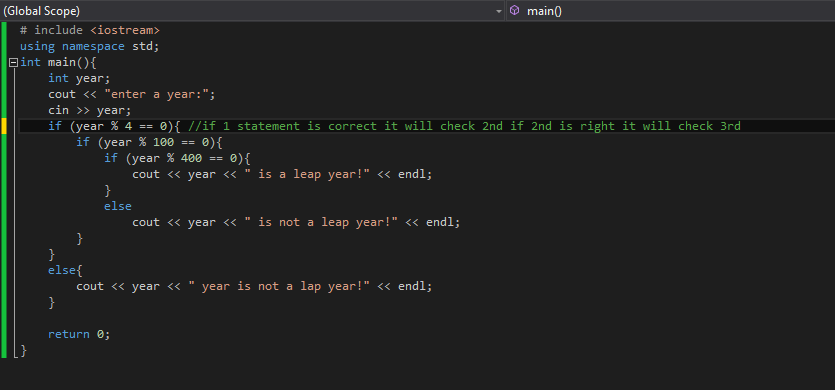 (Global Scope) main()
# include <iostream>
using namespace std;
int main(){
int year;
cout << "enter a year:";
cin >> year;
if (year % 4 == 0){ //if 1 statement is correct it will check 2nd if 2nd is right it will check 3rd
if (year % 100 == 0){
if (year % 400 == 0){
cout << year << " is a leap year!" << endl;
}
else
cout << year << " is not a leap year!" << endl;
}
}
else{
cout << year << " year is not a lap year!" << endl;
}
return 0;
}